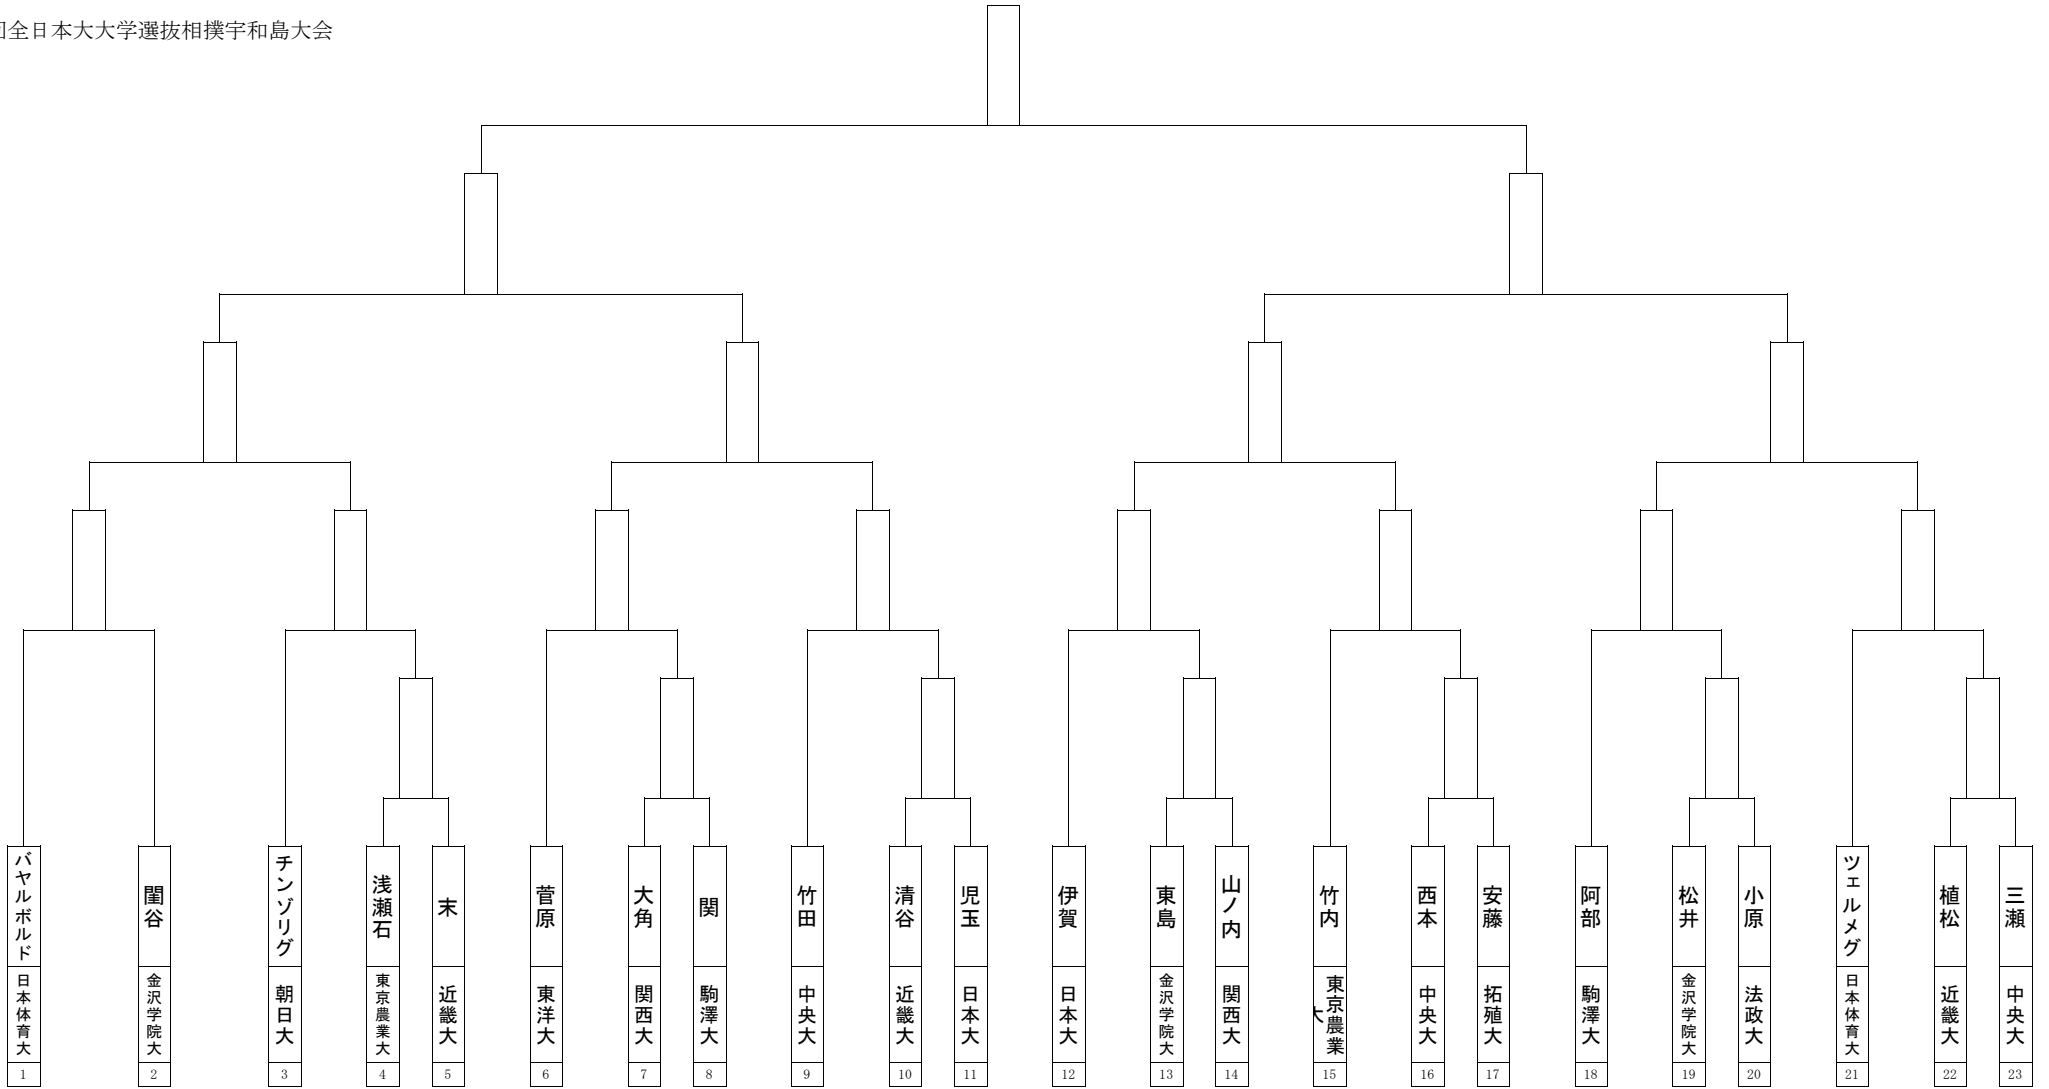 回全日本大大学選抜相撲宇和島大会
バヤルボルド
日本体育大
1
闍谷
金沢学院大
2
チンゾリグ
朝日大
3
浅瀬石
東京農業大
4
末
近畿大
5
菅原
東洋大
6
大角
関西大
7
関
駒澤大
8
竹田
中央大
9
清谷
近畿大
10
児玉
日本大
11
伊賀
日本大
12
東島
金沢学院大
13
山ノ内
関西大
14
竹内
東京農業大
15
西本
中央大
16
安藤
拓殖大
17
阿部
駒澤大
18
松井
金沢学院大
19
小原
法政大
20
ツェルメグ
日本体育大
21
植松
近畿大
22
三瀬
中央大
23